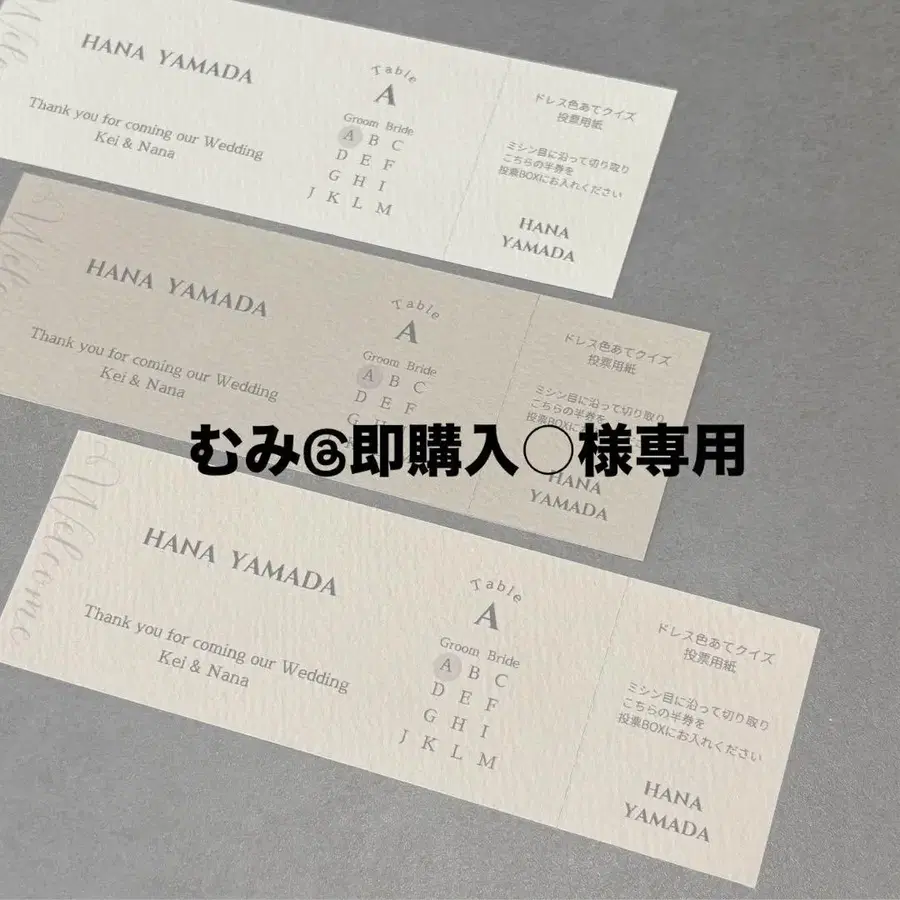 Wel
HANA YAMADA
Thank you for coming our Wedding
Kei & Nana
Table
A
Groom Bride
A B C
D E F
G H I
J K L M
ドレス色あてクイズ
投票用紙
ミシン目に沿って切り取り
こちらの半券を
投票BOXにお入れください
HANA
YAMADA
Welc
HANA YAMADA
Thank you for coming our Wedding
Kei & Nana
Table
A
Groom Bride
A B C
D E F
G
ドレス色あてクイズ
投票用紙
ミシン目に沿って切り取り
こちらの半券を
投票BOXに
HANA
YAMADA
むみ@即購入○様専用
Welcome
HANA YAMADA
Thank you for coming our Wedding
Kei & Nana
Table
A
Groom Bride
A B C
D E F
G H I
J K L M
ドレス色あてクイズ
投票用紙
ミシン目に沿って切り取り
こちらの半券を
投票BOXにお入れください
HANA
YAMADA